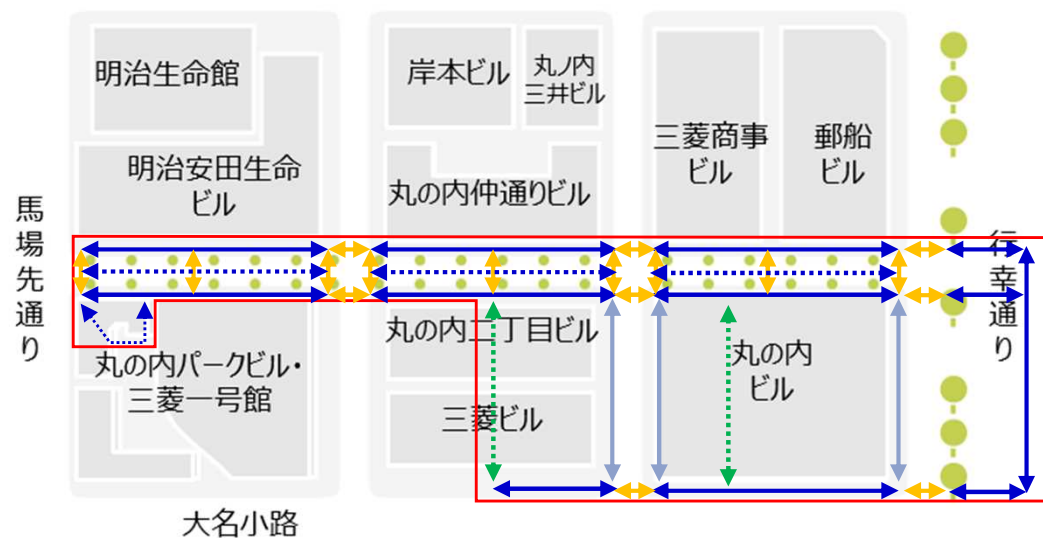 明治生命館
岸本ビル
丸ノ内
三井ビル
三菱商事
ビル
郵船
ビル
明治安田生命
ビル
丸の内仲通りビル
馬場先通り
行幸通り
丸の内パークビル・
三菱一号館
丸の内二丁目ビル
三菱ビル
丸の内
ビル
大名小路